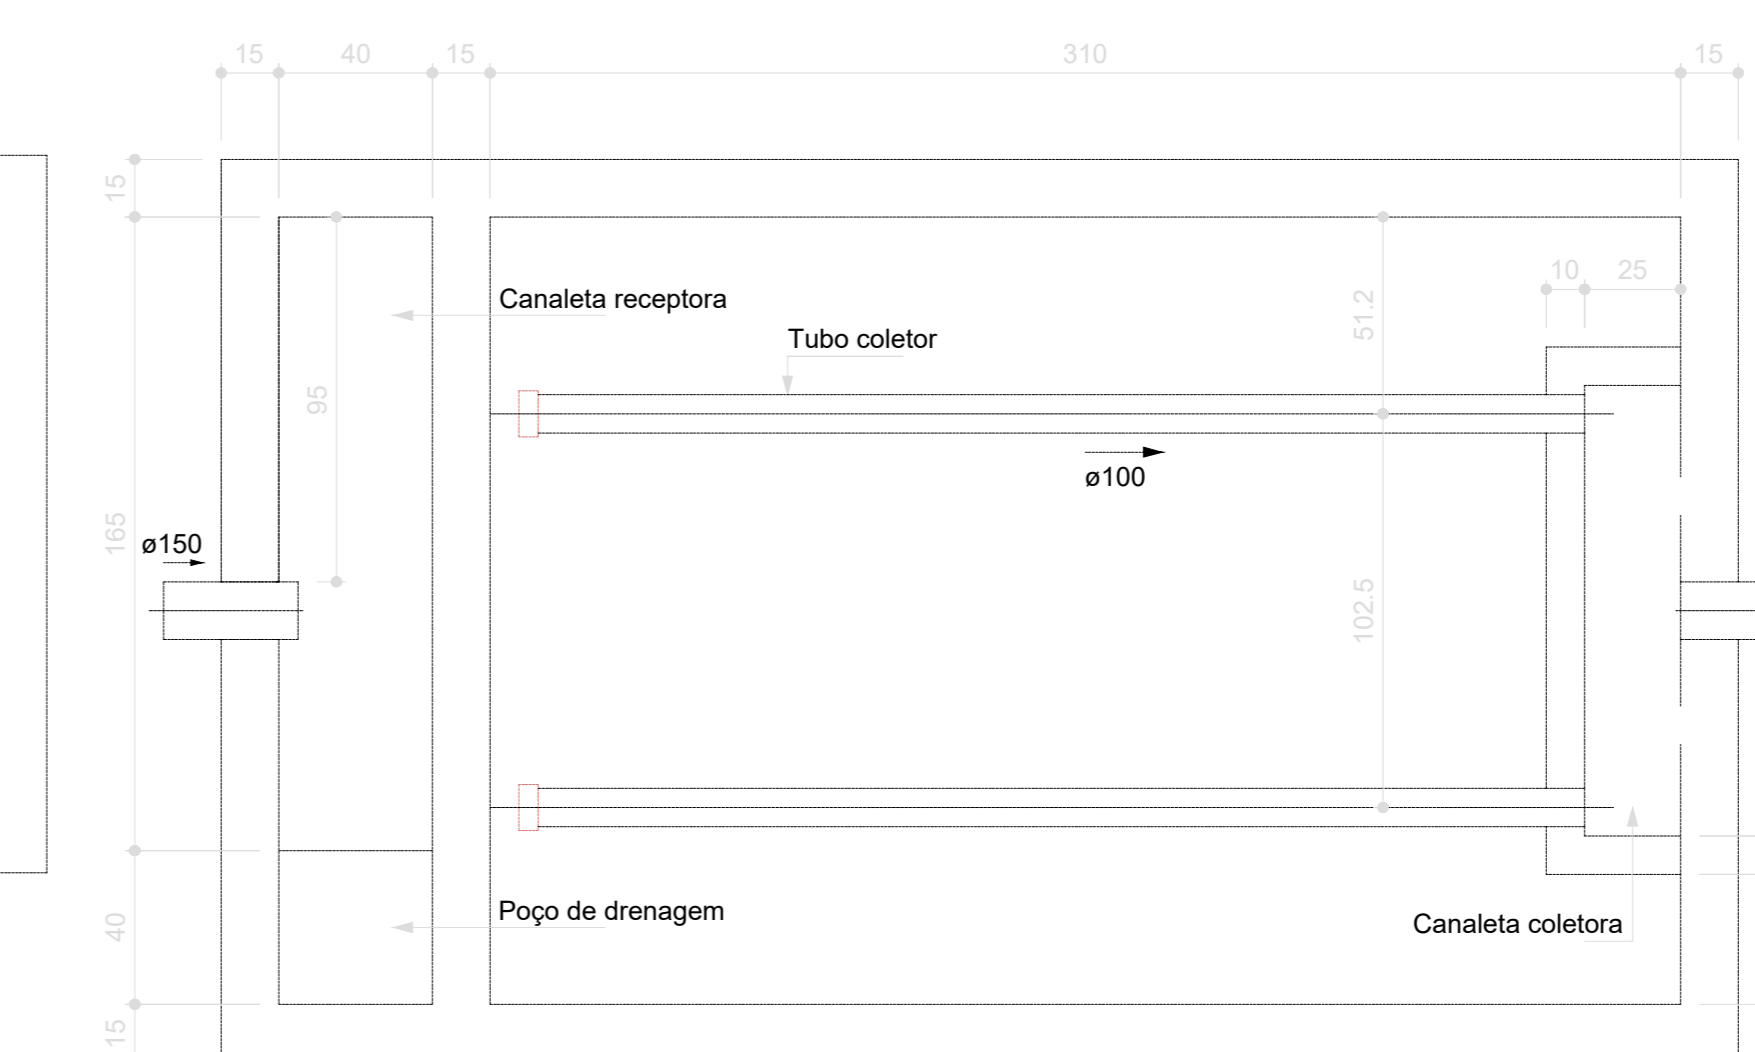 15
40
15
310
15
15
10
25
Canaleta receptora
51.2
Tubo coletor
95
ø100
165
ø150
102.5
Poço de drenagem
40
Canaleta coletora
15